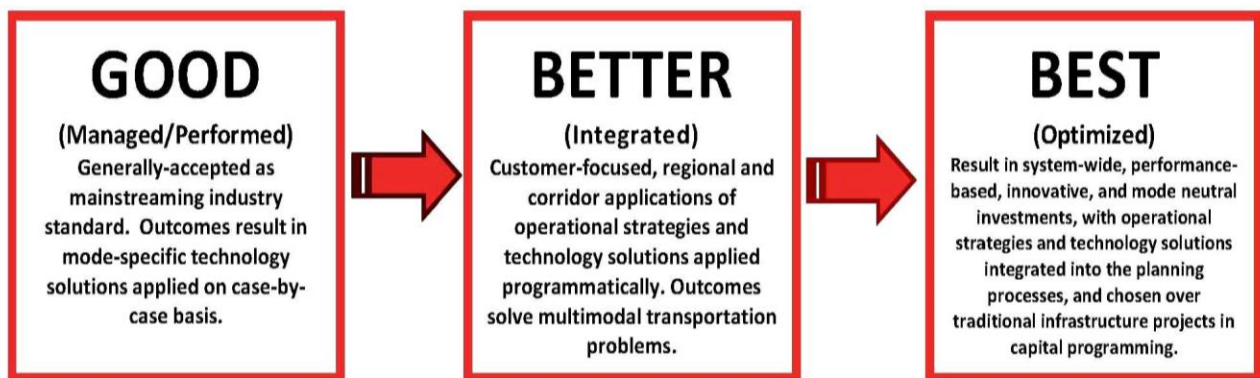 GOOD
(Managed/Performed)
Generally-accepted as
mainstreaming industry
standard. Outcomes result in
mode-specific technology
solutions applied on case-by-
case basis.
BETTER
(Integrated)
Customer-focused, regional and
corridor applications of
operational strategies and
technology solutions applied
programmatically. Outcomes
solve multimodal transportation
problems.
BEST
(Optimized)
Result in system-wide, performance-
based, innovative, and mode neutral
investments, with operational
strategies and technology solutions
integrated into the planning
processes, and chosen over
traditional infrastructure projects in
capital programming.